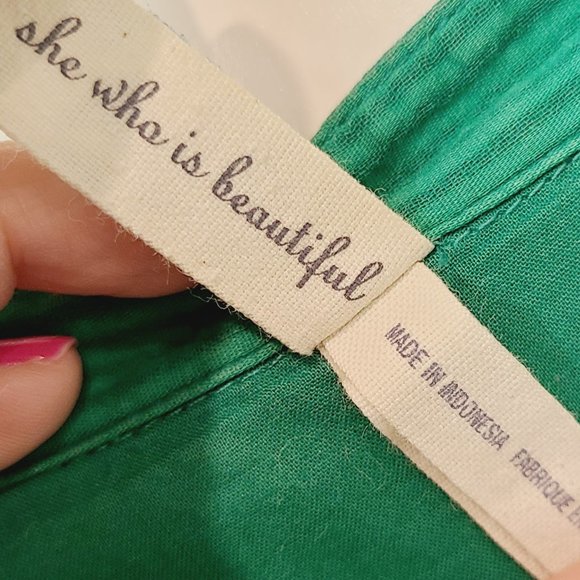 she who is beautiful
MADE IN INDONESIA
FABRIQUE